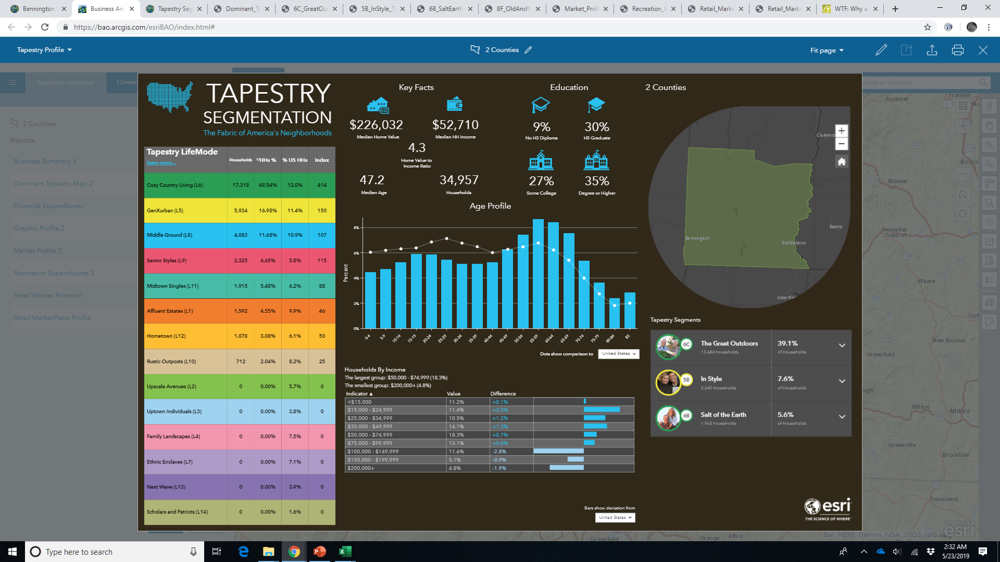 Bennington
Business Ana
Tapestry Seg
Dominant_Ta
6C_GreatOut
5B_InStyle_T
6B_SaltEarth
8F_OldAndN
Market_Prof
Recreation_E
Retail_Marke
Retail_Marke
WTF: Why a
https://bao.arcgis.com/esriBAO/index.html#
Tapestry Profile
2 Counties
Fit page
Southern Vermont
Create
dress or location
2 Counties
Reports
Business Summary 5
Dominant Tapestry Map 2
Financial Expenditures
Graphic Profile 2
Market Profile 2
Recreation Expenditures 3
Retail Market Potential
Retail MarketPlace Profile
TAPESTRY
SEGMENTATION
The Fabric of America's Neighborhoods
Tapestry LifeMode
learn more...
Households HHs % % US HHs Index
Cozy Country Living (L6) 17,318 49.54% 12.0% 414
GenXurban (L5) 5,934 16.98% 11.4% 150
Middle Ground (L8) 4,083 11.68% 10.9% 107
Senior Styles (L9) 2,325 6.65% 5.8% 115
Midtown Singles (L11) 1,915 5.48% 6.2% 88
Affluent Estates (L1) 1,592 4.55% 9.9% 46
Hometown (L12) 1,078 3.08% 6.1% 50
Rustic Outposts (L10) 712 2.04% 8.2% 25
Upscale Avenues (L2) 0 0.00% 5.7% 0
Uptown Individuals (L3) 0 0.00% 3.8% 0
Family Landscapes (L4) 0 0.00% 7.5% 0
Ethnic Enclaves (L7) 0 0.00% 7.1% 0
Next Wave (L13) 0 0.00% 3.9% 0
Scholars and Patriots (L14) 0 0.00% 1.6% 0
Key Facts
$226,032
Median Home Value
$52,710
Median HH Income
4.3
Home Value to
Income Ratio
47.2
Median Age
34,957
Households
Education
9%
No HS Diploma
30%
HS Graduate
27%
Some College
35%
Degree or Higher
Age Profile
Percent
8%
6%
4%
2%
0%
0-4 5-9 10-14 15-19 20-24 25-29 30-34 35-39 40-44 45-49 50-54 55-59 60-64 65-69 70-74 75-79 80-84 85
Dots show comparison to United States
Households By Income
The largest group: $50,000 - $74,999 (18.3%)
The smallest group: $200,000+ (4.8%)
Indicator ▲ Value Difference
<$15,000 11.2% +0.1%
$15,000 - $24,999 11.4% +2.0%
$25,000 - $34,999 10.5% +1.2%
$35,000 - $49,999 14.1% +1.3%
$50,000 - $74,999 18.3% +0.7%
$75,000 - $99,999 13.1% +0.6%
$100,000 - $149,999 11.6% -2.8%
$150,000 - $199,999 5.1% -0.9%
$200,000+ 4.8% -1.9%
Bars show deviation from
United States
2 Counties
Claremo
Keene
Bennington
Brattleboro
Greenfiel
+
−
Tapestry Segments
6C The Great Outdoors 39.1%
13,684 households of Households
5B In Style 7.6%
2,640 households of Households
6B Salt of the Earth 5.6%
1,963 households of Households
esri
THE SCIENCE OF WHERE
Andover
Franklin
Bosca
Warner
Henniker,
Town of
Weare
Gof
New Boston
Greenfield
Wilton
Milford
Greenville
Brookline
Townsend
Greenfield
Orange
Athol
3
127
132
103
114
13
136
101
123
13
Esri, HERE, Garmin, NGA, USGS, NPS
POWERED BY
esri
Type here to search
2:32 AM
5/23/2019